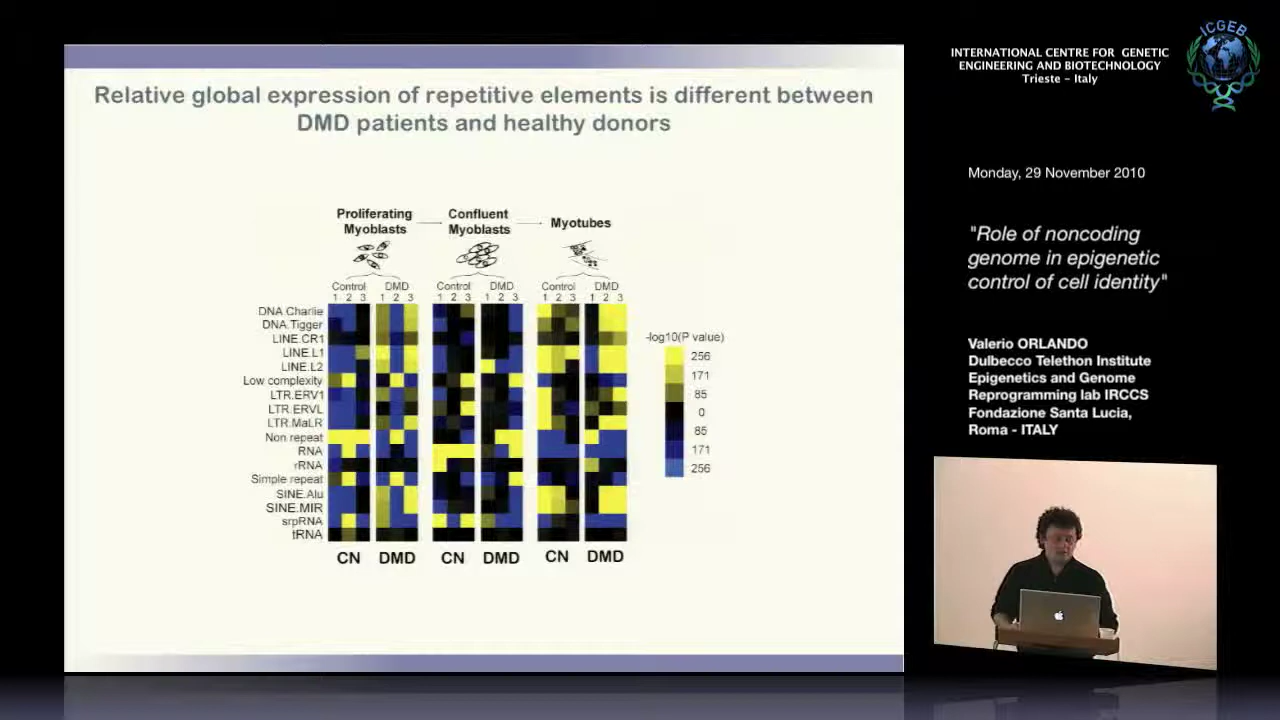 Relative global expression of repetitive elements is different between
DMD patients and healthy donors
Proliferating
Myoblasts
Confluent
Myoblasts
Myotubes
Control DMD Control DMD Control DMD
1 2 3 1 2 3 1 2 3 1 2 3 1 2 3 1 2 3
DNA.Charlie
DNA.Tigger
LINE.CR1
LINE.L1
LINE.L2
Low complexity
LTR.ERV1
LTR.ERVL
LTR.MaLR
Non repeat
RNA
rRNA
Simple repeat
SINE.Alu
SINE.MIR
srpRNA
tRNA
CN DMD CN DMD CN DMD
-log10(P value)
256
171
85
0
85
171
256
ICGEB
INTERNATIONAL CENTRE FOR GENETIC
ENGINEERING AND BIOTECHNOLOGY
Trieste - Italy
Monday, 29 November 2010
"Role of noncoding
genome in epigenetic
control of cell identity"
Valerio ORLANDO
Dulbecco Telethon Institute
Epigenetics and Genome
Reprogramming lab IRCCS
Fondazione Santa Lucia,
Roma - ITALY